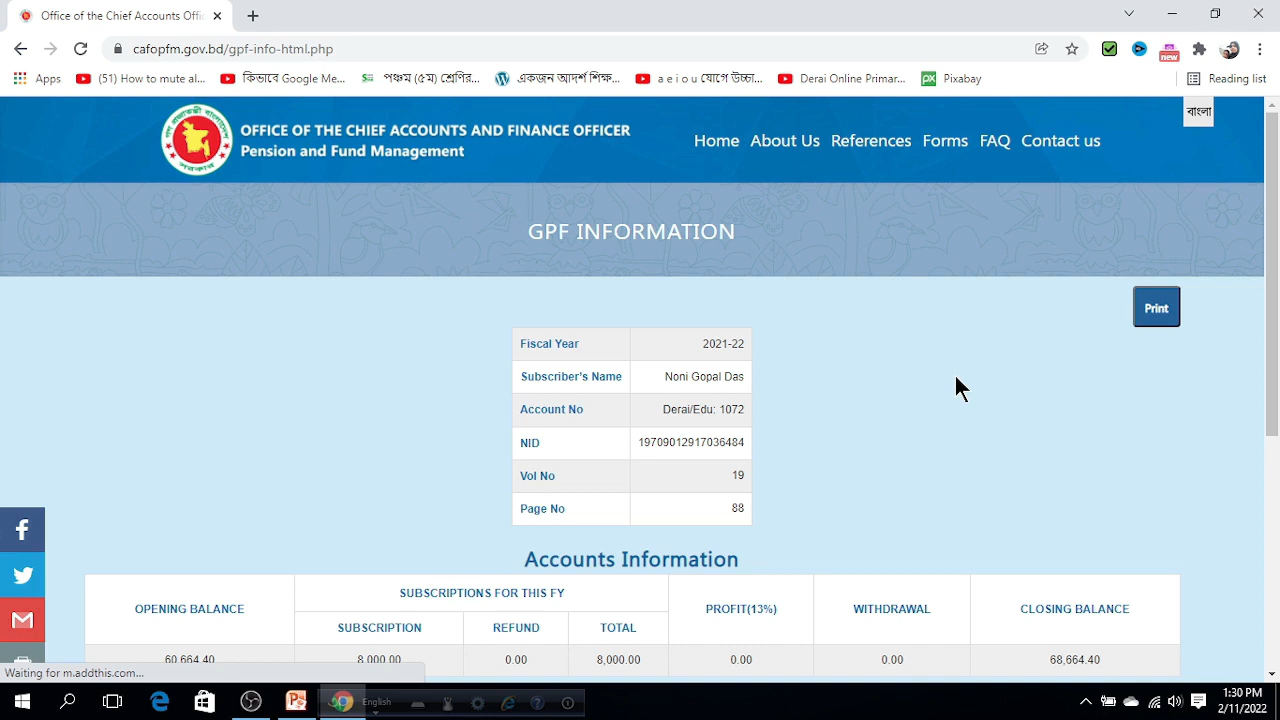 Office of the Chief Accounts Offi
cafopfm.gov.bd/gpf-info-html.php
new
Apps (51) How to mute al... কিভাবে Google Me... পঞ্চম (৫ম) শ্রেণির... একজন আদর্শ শিক্ষ... a e i o u যোগে উচ্চা... Derai Online Primar... Pixabay Reading list
বাংলা
OFFICE OF THE CHIEF ACCOUNTS AND FINANCE OFFICER
Pension and Fund Management
Home About Us References Forms FAQ Contact us
GPF INFORMATION
Print
Fiscal Year 2021-22
Subscriber's Name Noni Gopal Das
Account No Derai/Edu: 1072
NID 19709012917036484
Vol No 19
Page No 88
Accounts Information
OPENING BALANCE SUBSCRIPTIONS FOR THIS FY PROFIT(13%) WITHDRAWAL CLOSING BALANCE
SUBSCRIPTION REFUND TOTAL
60,664.40 8,000.00 0.00 8,000.00 0.00 0.00 68,664.40
Waiting for m.addthis.com...
English
1:30 PM
2/11/2022